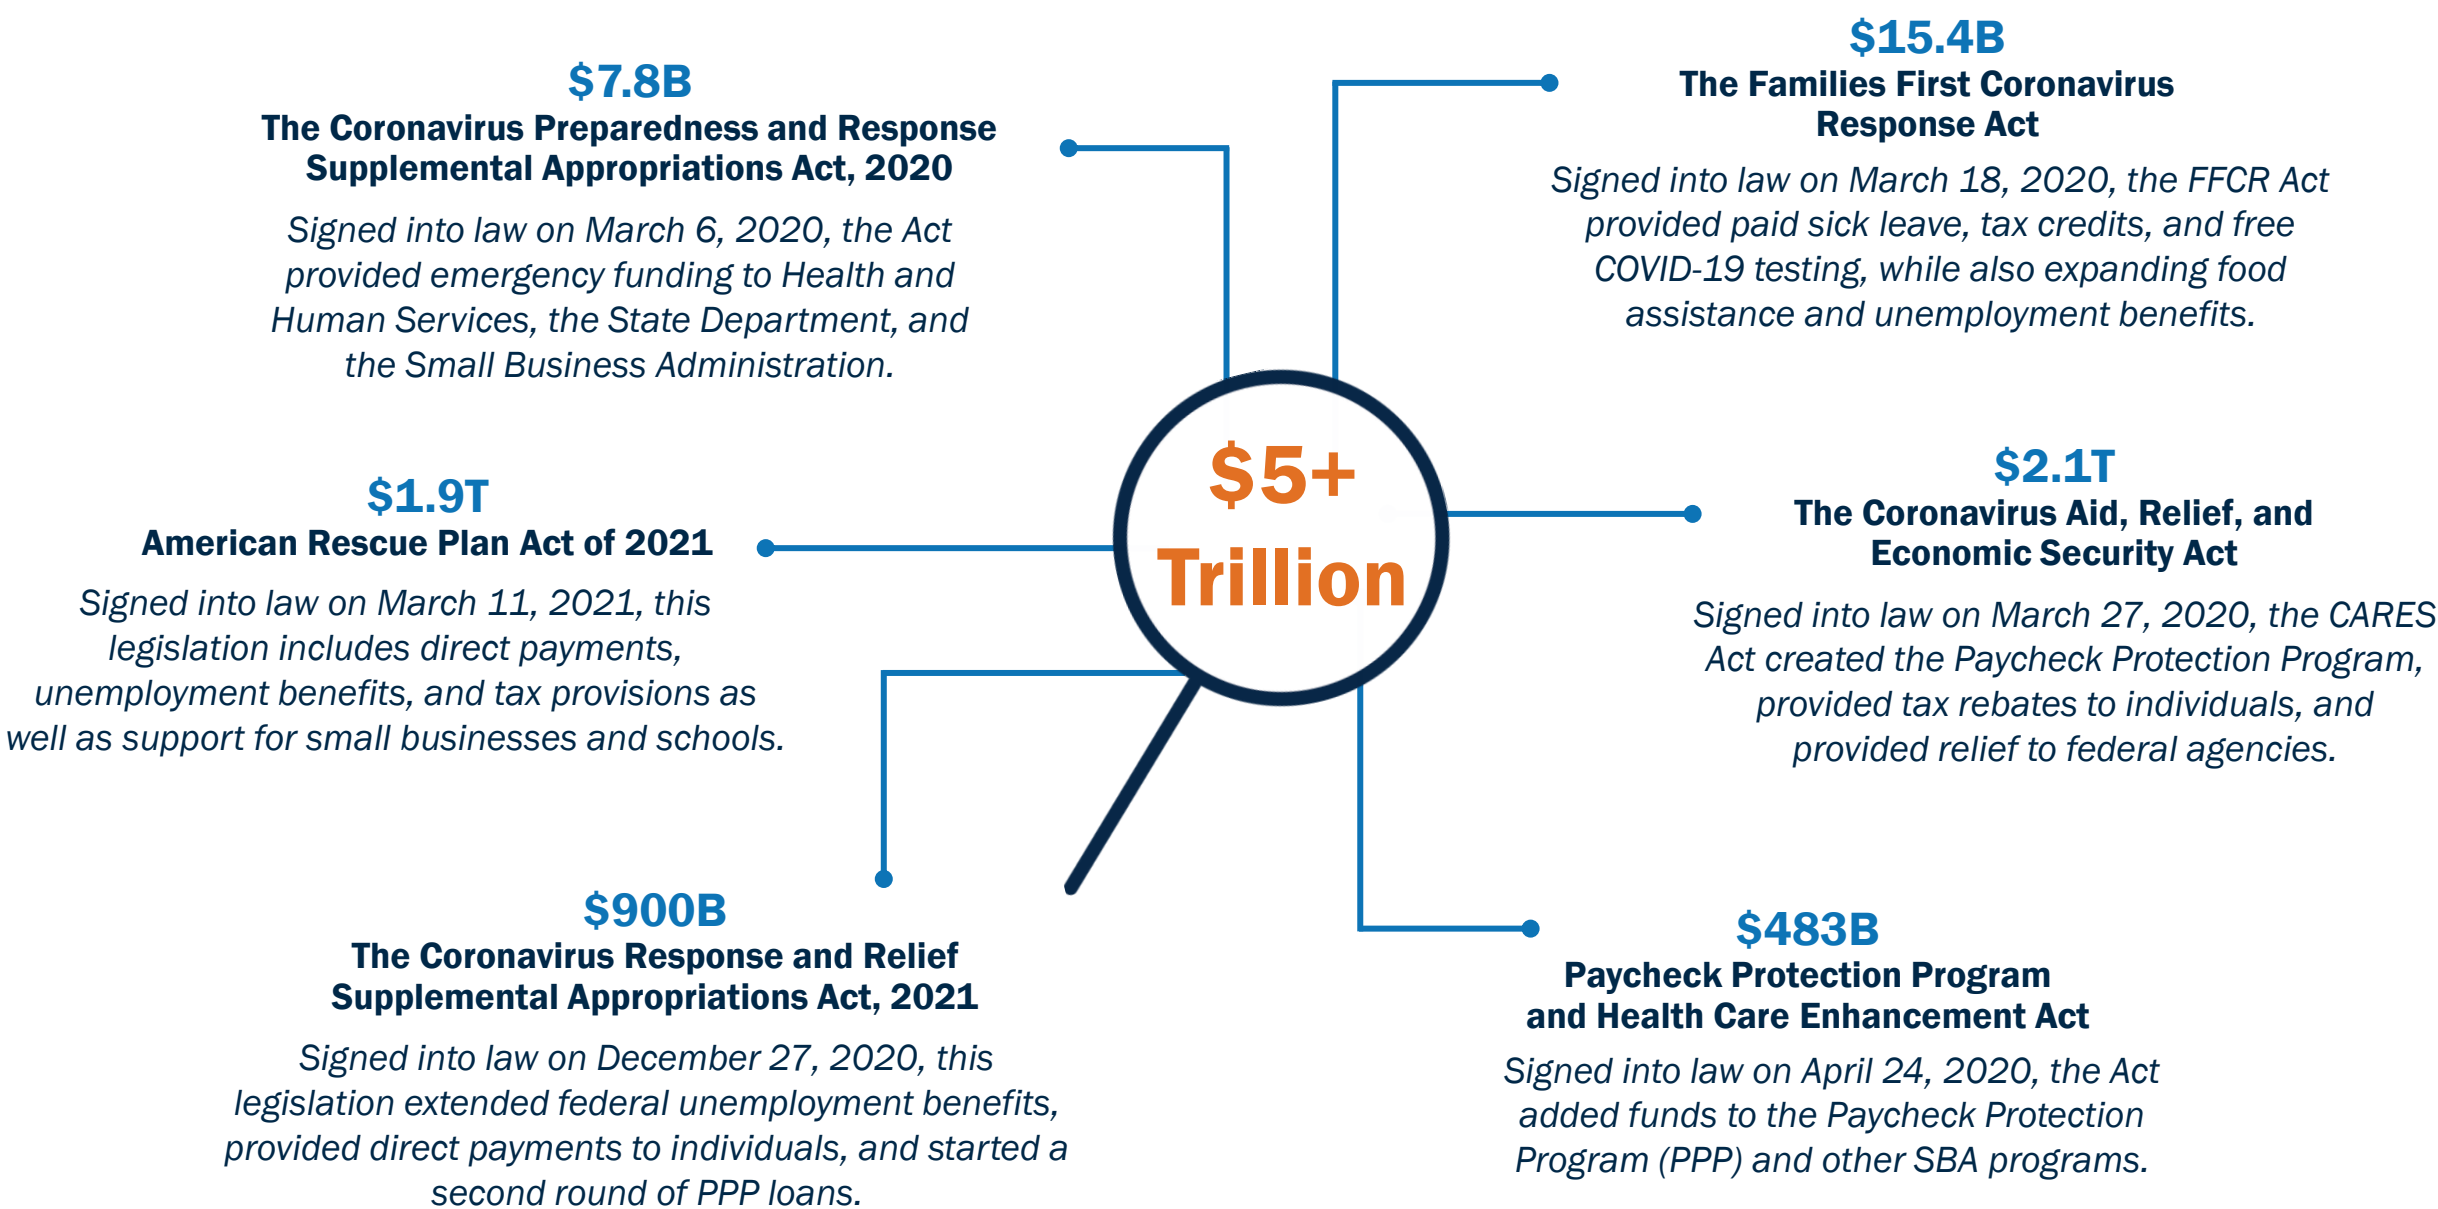 $7.8B
The Coronavirus Preparedness and Response
Supplemental Appropriations Act, 2020
Signed into law on March 6, 2020, the Act
provided emergency funding to Health and
Human Services, the State Department, and
the Small Business Administration.
$15.4B
The Families First Coronavirus
Response Act
Signed into law on March 18, 2020, the FFCR Act
provided paid sick leave, tax credits, and free
COVID-19 testing, while also expanding food
assistance and unemployment benefits.
$5+
Trillion
$1.9T
American Rescue Plan Act of 2021
Signed into law on March 11, 2021, this
legislation includes direct payments,
unemployment benefits, and tax provisions as
well as support for small businesses and schools.
$2.1T
The Coronavirus Aid, Relief, and
Economic Security Act
Signed into law on March 27, 2020, the CARES
Act created the Paycheck Protection Program,
provided tax rebates to individuals, and
provided relief to federal agencies.
$900B
The Coronavirus Response and Relief
Supplemental Appropriations Act, 2021
Signed into law on December 27, 2020, this
legislation extended federal unemployment benefits,
provided direct payments to individuals, and started a
second round of PPP loans.
$483B
Paycheck Protection Program
and Health Care Enhancement Act
Signed into law on April 24, 2020, the Act
added funds to the Paycheck Protection
Program (PPP) and other SBA programs.